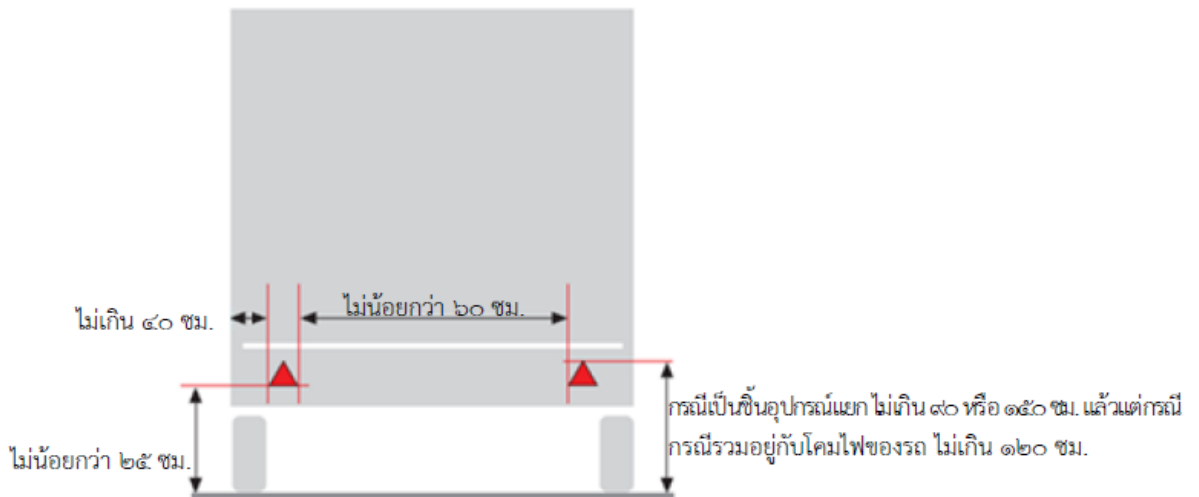 ไม่เกิน ๔๐ ซม.
ไม่น้อยกว่า ๖๐ ซม.
กรณีเป็นชิ้นอุปกรณ์แยก ไม่เกิน ๙๐ หรือ ๑๕๐ ซม. แล้วแต่กรณี
กรณีรวมอยู่กับโคมไฟของรถ ไม่เกิน ๑๒๐ ซม.
ไม่น้อยกว่า ๒๕ ซม.